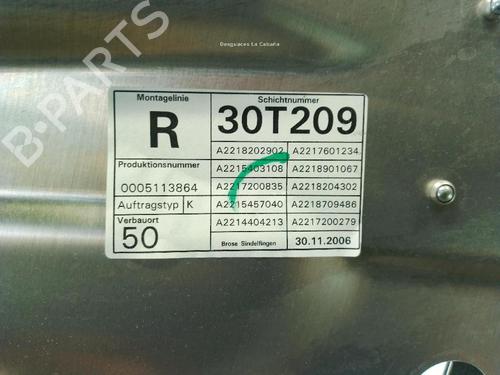 Desguaces La Cabaña
B-PARTS
Montagelinie
R
Schichtnummer
30T209
Produktionsnummer
0005113864
Auftragstyp K
Verbauort
50
A2218202902 A2217601234
A2215403108 A2218901067
A2217200835 A2218204302
A2215457040 A2218709486
A2214404213 A2217200279
Brose Sindelfingen 30.11.2006